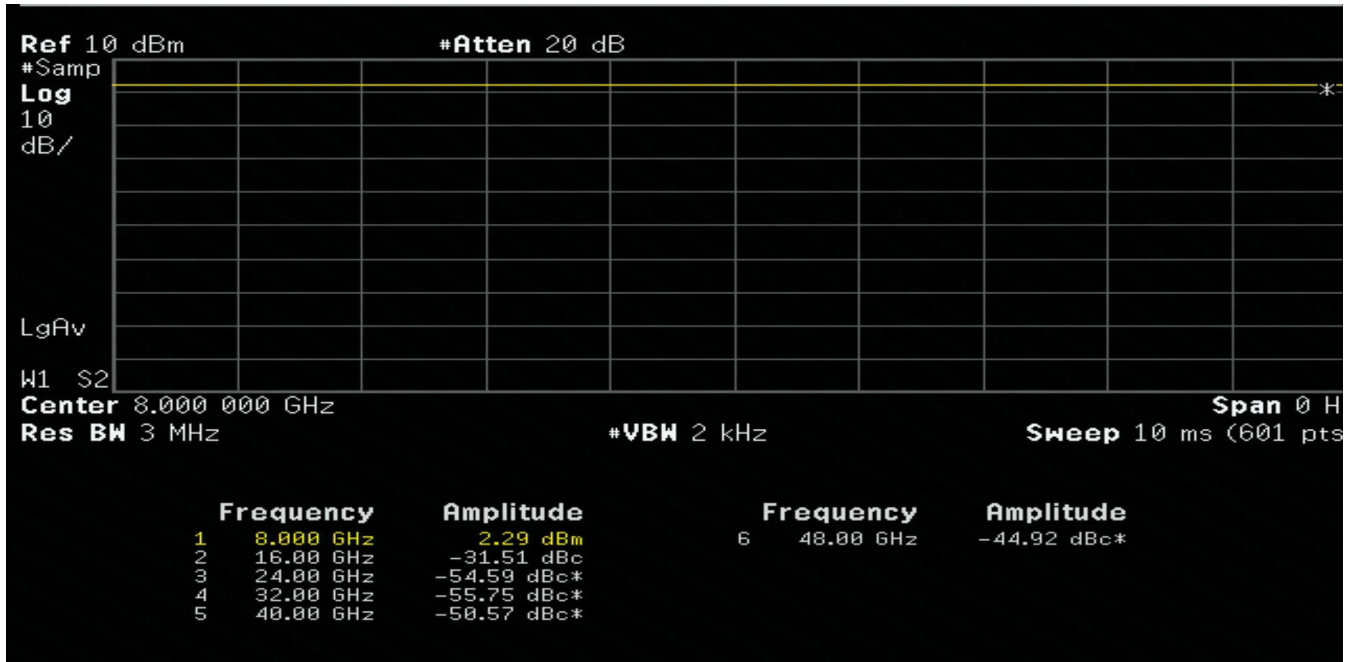 Ref 10 dBm #Atten 20 dB
#Samp
Log
10
dB/
*
LgAv
W1 S2
Center 8.000 000 GHz Span 0 H
Res BW 3 MHz #VBW 2 kHz Sweep 10 ms (601 pts
Frequency Amplitude Frequency Amplitude
1 8.000 GHz 2.29 dBm 6 48.00 GHz -44.92 dBc*
2 16.00 GHz -31.51 dBc
3 24.00 GHz -54.59 dBc*
4 32.00 GHz -55.75 dBc*
5 40.00 GHz -50.57 dBc*